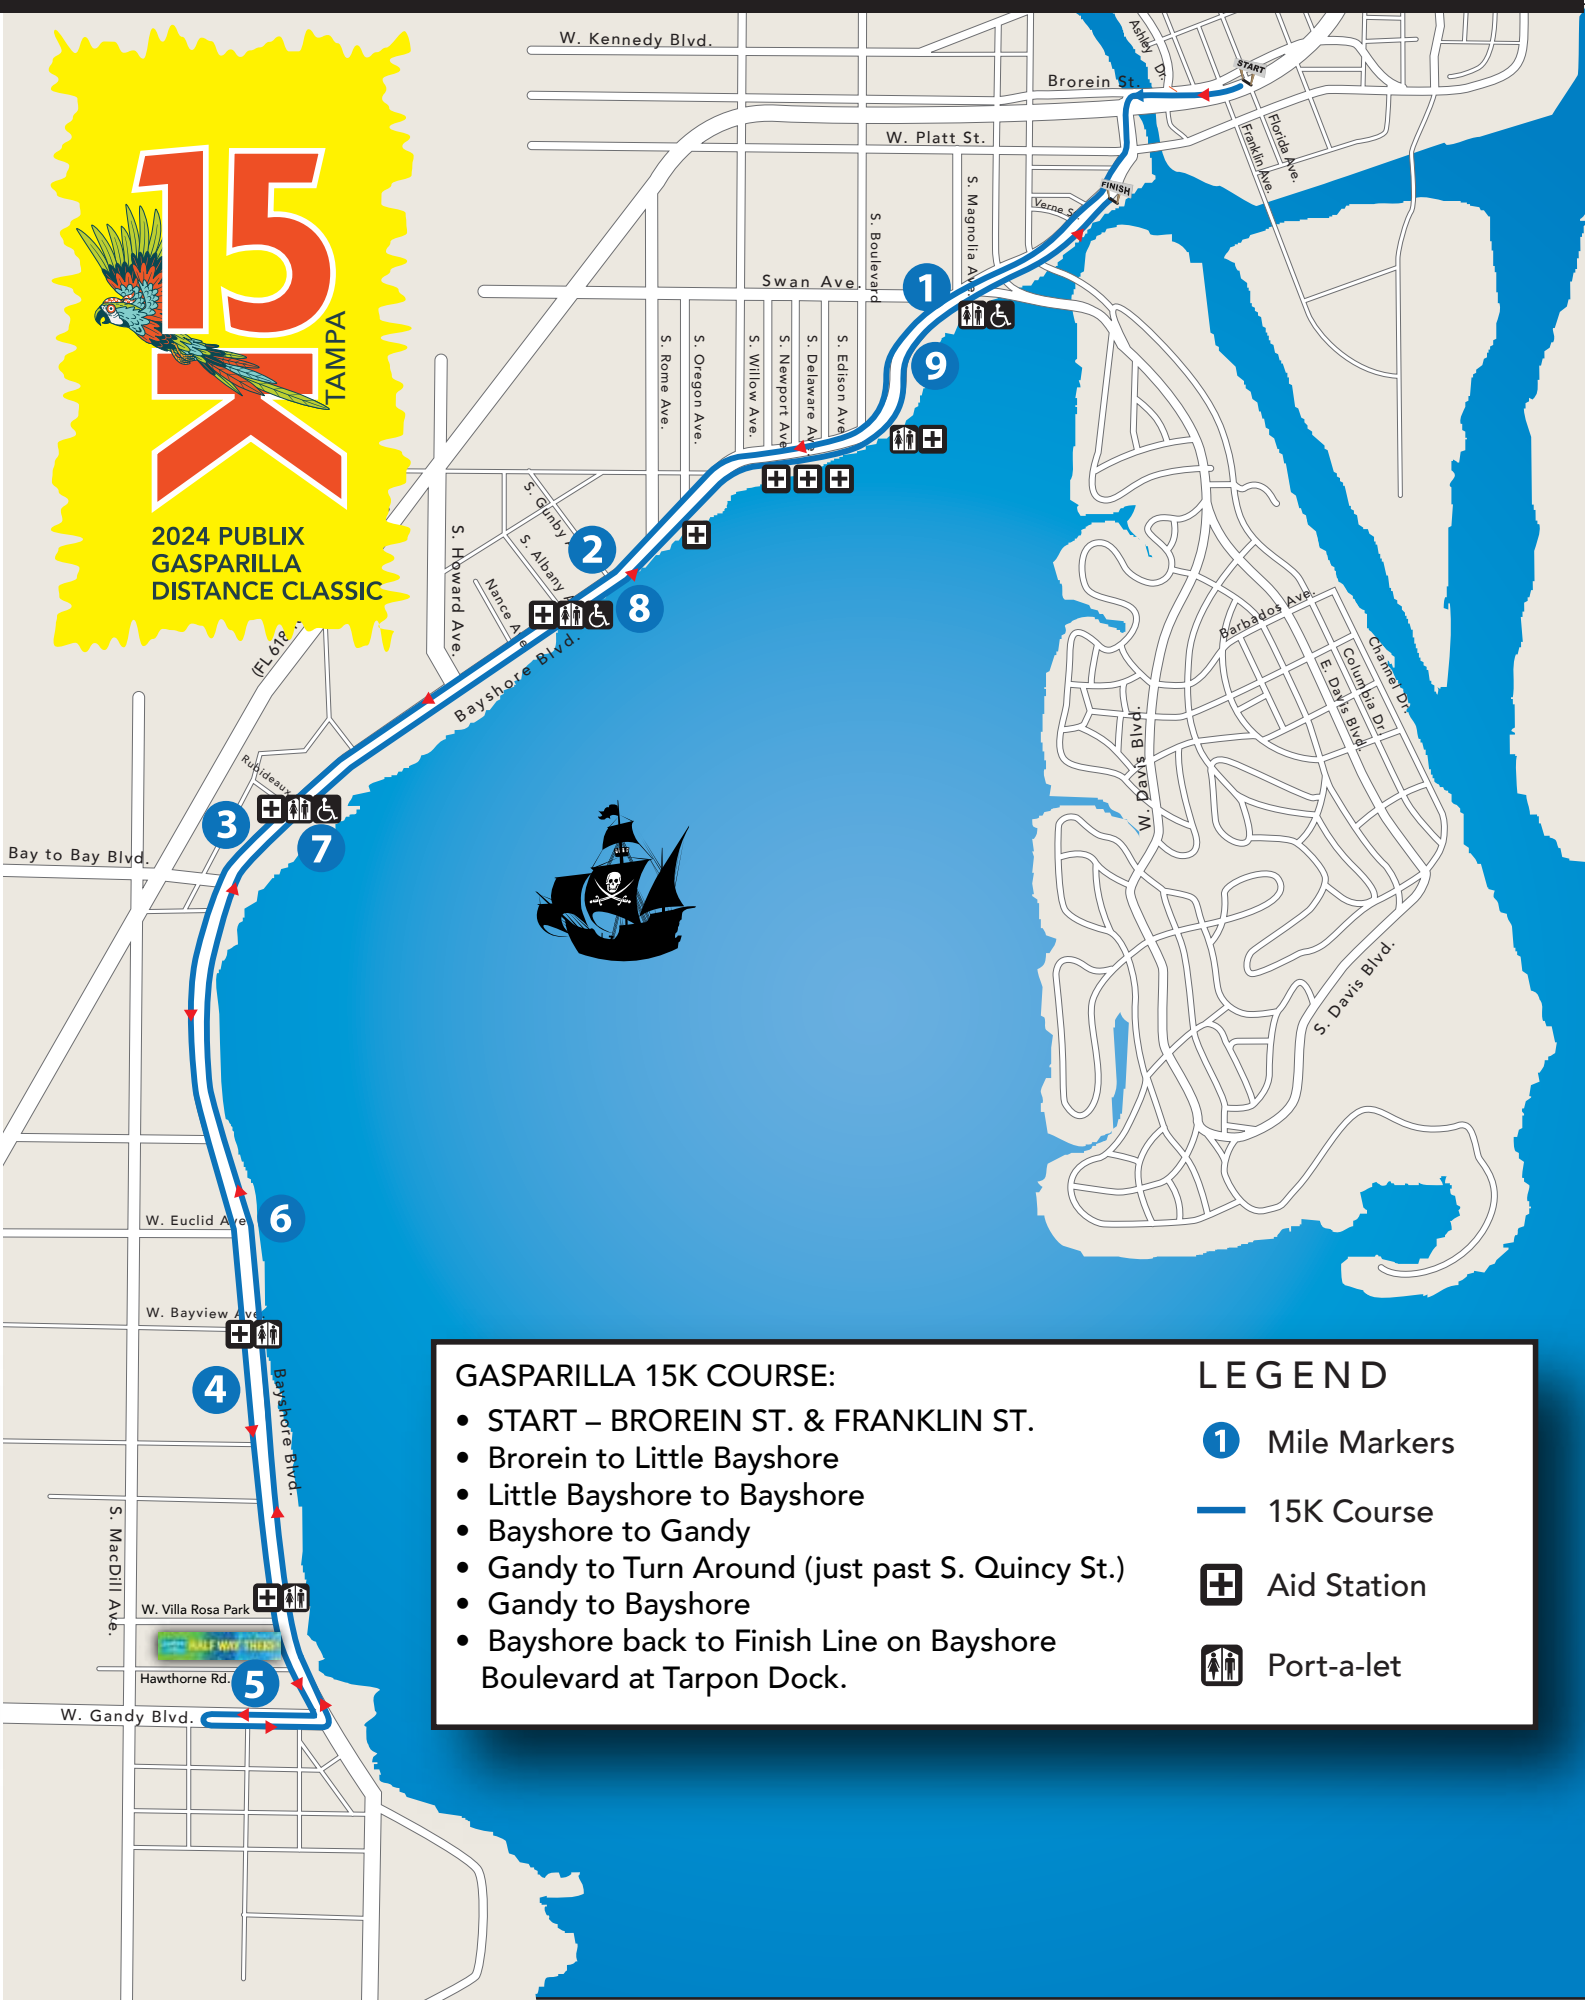 15
K
TAMPA
2024 PUBLIX
GASPARILLA
DISTANCE CLASSIC
W. Kennedy Blvd.
Ashley Dr.
START
Brorein St.
W. Platt St.
Franklin Ave.
Florida Ave.
FINISH
Verne St.
S. Magnolia Ave.
S. Boulevard
Swan Ave.
1
9
S. Rome Ave.
S. Oregon Ave.
S. Willow Ave.
S. Newport Ave.
S. Delaware Ave.
S. Edison Ave.
S. Gunby
S. Albany
Nance Ave
S. Howard Ave.
2
8
Bayshore Blvd.
(FL 618
Rubideaux
3
7
Bay to Bay Blvd.
Barbados Ave.
Channel Dr.
Columbia Dr.
E. Davis Blvd.
W. Davis Blvd.
S. Davis Blvd.
W. Euclid Ave
6
W. Bayview Ave.
4
Bayshore Blvd.
S. MacDill Ave.
W. Villa Rosa Park
HALF WAY THERE!
Hawthorne Rd.
5
W. Gandy Blvd.
GASPARILLA 15K COURSE:
• START – BROREIN ST. & FRANKLIN ST.
• Brorein to Little Bayshore
• Little Bayshore to Bayshore
• Bayshore to Gandy
• Gandy to Turn Around (just past S. Quincy St.)
• Gandy to Bayshore
• Bayshore back to Finish Line on Bayshore
Boulevard at Tarpon Dock.
LEGEND
1 Mile Markers
15K Course
Aid Station
Port-a-let